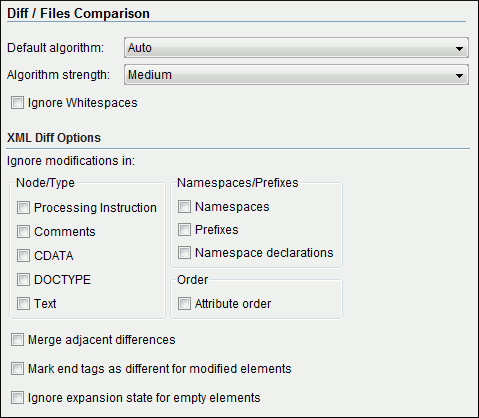 Diff / Files Comparison
Default algorithm: Auto
Algorithm strength: Medium
Ignore Whitespaces
XML Diff Options
Ignore modifications in:
Node/Type
Processing Instruction
Comments
CDATA
DOCTYPE
Text
Namespaces/Prefixes
Namespaces
Prefixes
Namespace declarations
Order
Attribute order
Merge adjacent differences
Mark end tags as different for modified elements
Ignore expansion state for empty elements